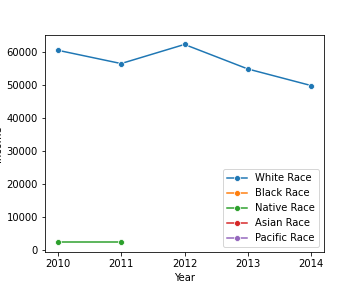 60000
50000
40000
30000
20000
10000
0
White Race
Black Race
Native Race
Asian Race
Pacific Race
2010 2011 2012 2013 2014
Year